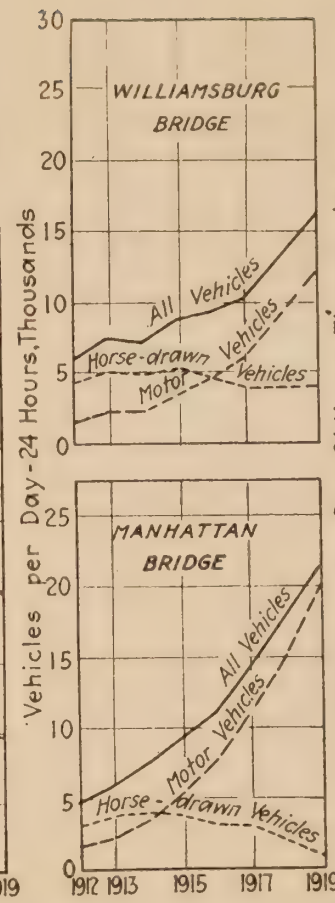 30
25
20
15
10
5
0
WILLIAMSBURG
BRIDGE
All Vehicles
Horse-drawn Vehicles
Motor Vehicles
Vehicles per Day-24 Hours, Thousands
25
20
15
10
5
0
MANHATTAN
BRIDGE
All Vehicles
Motor Vehicles
Horse-drawn Vehicles
919
1912 1913 1915 1917 1919